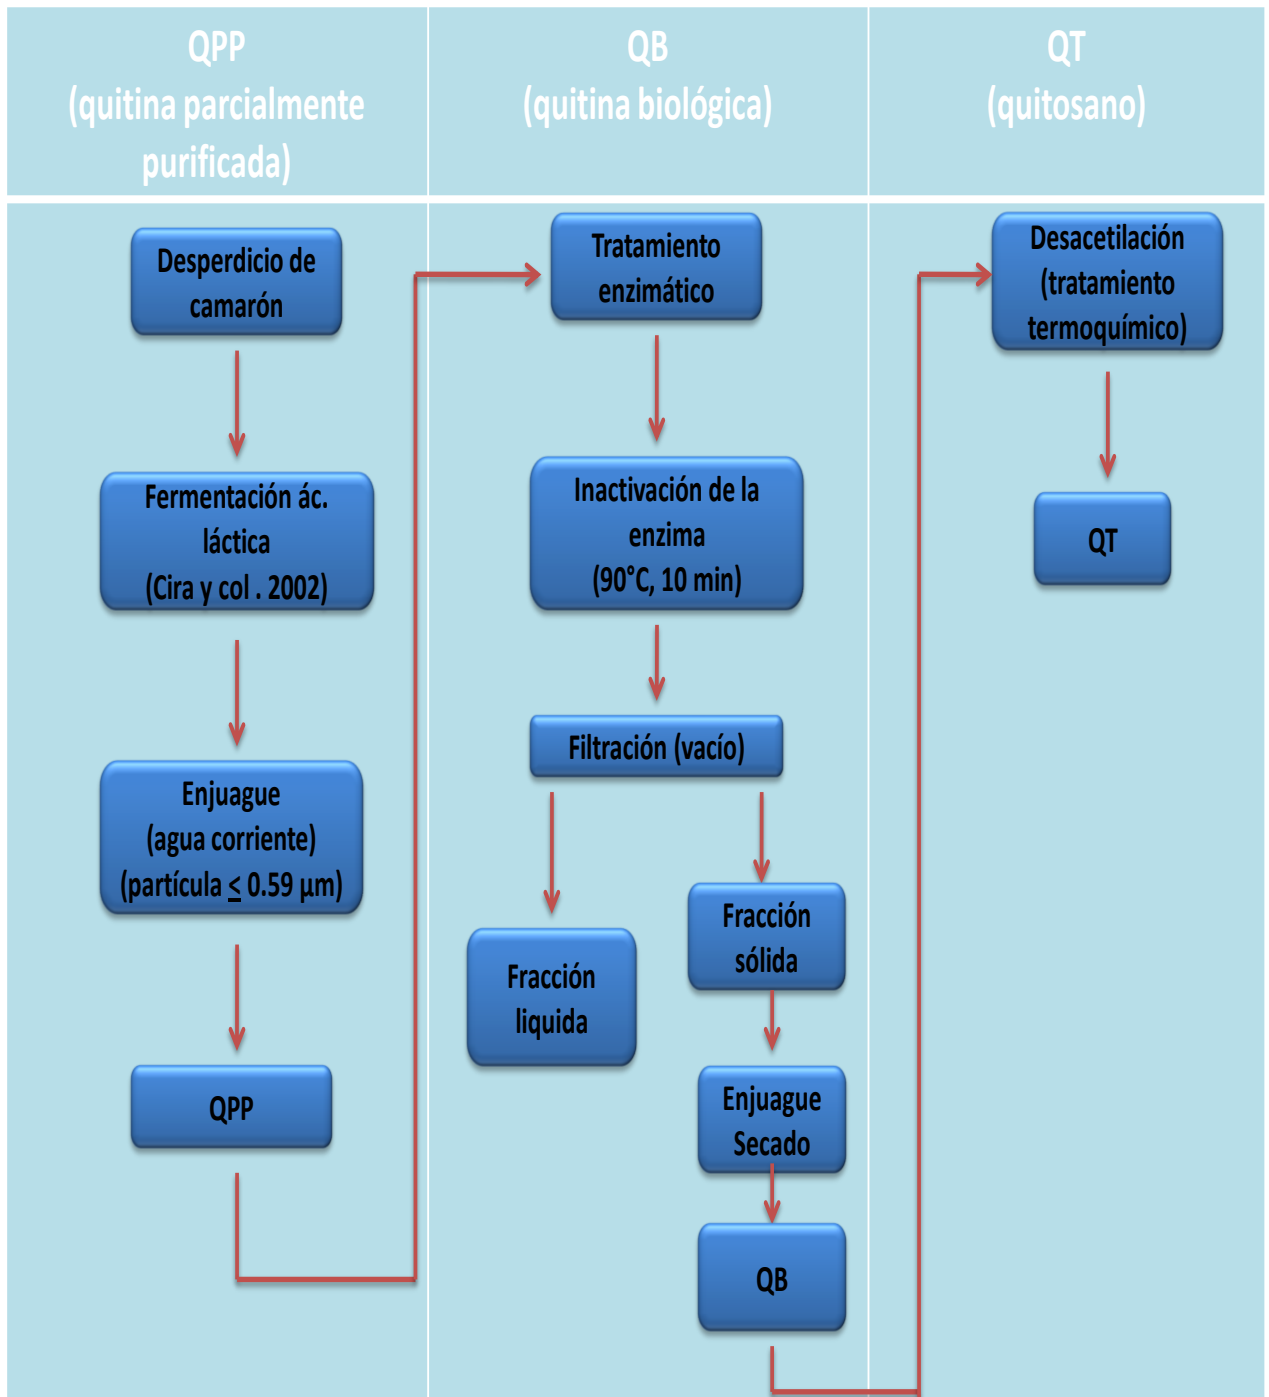 QPP
(quitina parcialmente
purificada)
QB
(quitina biológica)
QT
(quitosano)
Desperdicio de
camarón
Fermentación ác.
láctica
(Cira y col . 2002)
Enjuague
(agua corriente)
(partícula ≤ 0.59 µm)
QPP
Tratamiento
enzimático
Inactivación de la
enzima
(90°C, 10 min)
Filtración (vacío)
Fracción
liquida
Fracción
sólida
Enjuague
Secado
QB
Desacetilación
(tratamiento
termoquímico)
QT